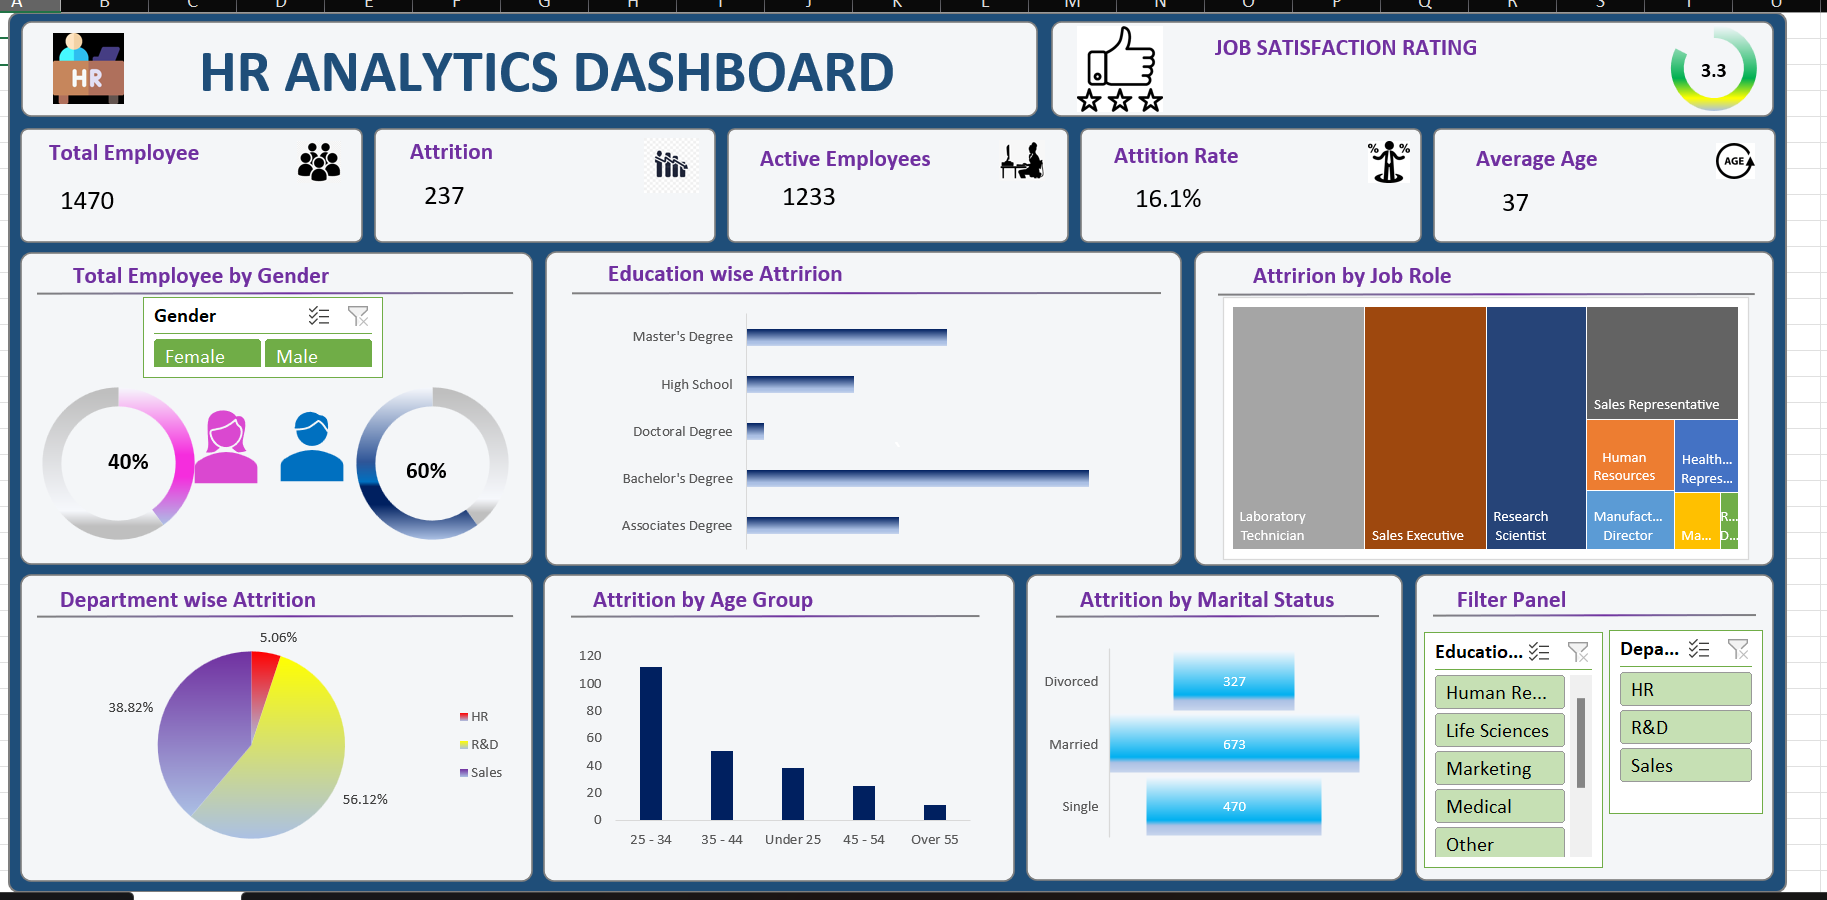 A B C D E F G H I J K L M N O P Q R S T U
HR
HR ANALYTICS DASHBOARD
JOB SATISFACTION RATING
3.3
Total Employee
1470
Attrition
237
Active Employees
1233
Attition Rate
% %
16.1%
Average Age
AGE
37
Total Employee by Gender
Gender
Female Male
40%
60%
Education wise Attririon
Master's Degree
High School
Doctoral Degree
Bachelor's Degree
Associates Degree
Attririon by Job Role
Laboratory
Technician
Sales Executive
Research
Scientist
Sales Representative
Human
Resources
Health...
Repres...
Manufact...
Director
Ma...
R...
D...
Department wise Attrition
5.06%
38.82%
56.12%
HR
R&D
Sales
Attrition by Age Group
120
100
80
60
40
20
0
25 - 34 35 - 44 Under 25 45 - 54 Over 55
Attrition by Marital Status
Divorced 327
Married 673
Single 470
Filter Panel
Educatio...
Human Re...
Life Sciences
Marketing
Medical
Other
Depa...
HR
R&D
Sales